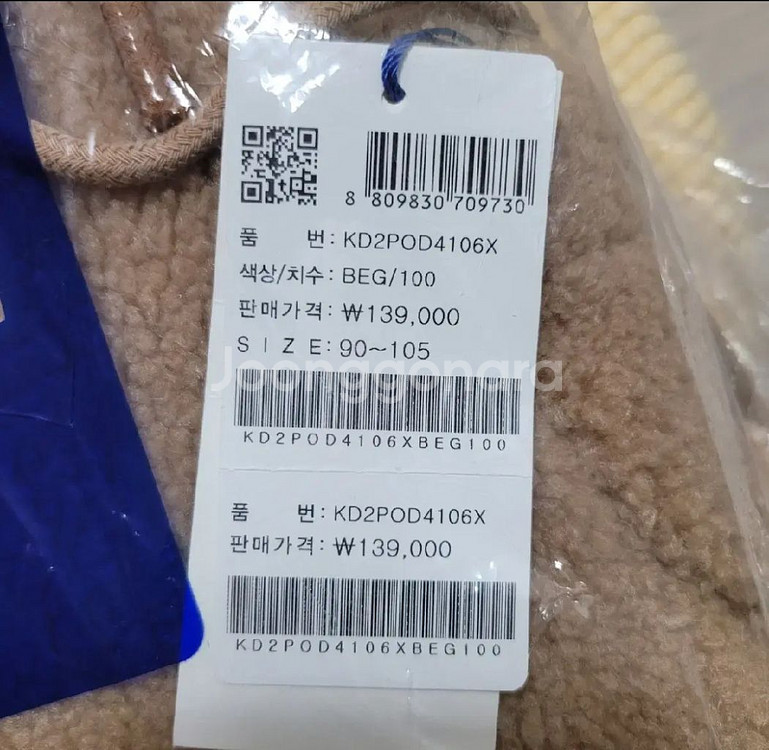 8 809830 709730
품 번: KD2POD4106X
색상/치수: BEG/100
판매가격: ₩139,000
SIZE: 90~105
Joonggonara
KD2POD4106XBEG100
품 번: KD2POD4106X
판매가격: ₩139,000
KD2POD4106XBEG100